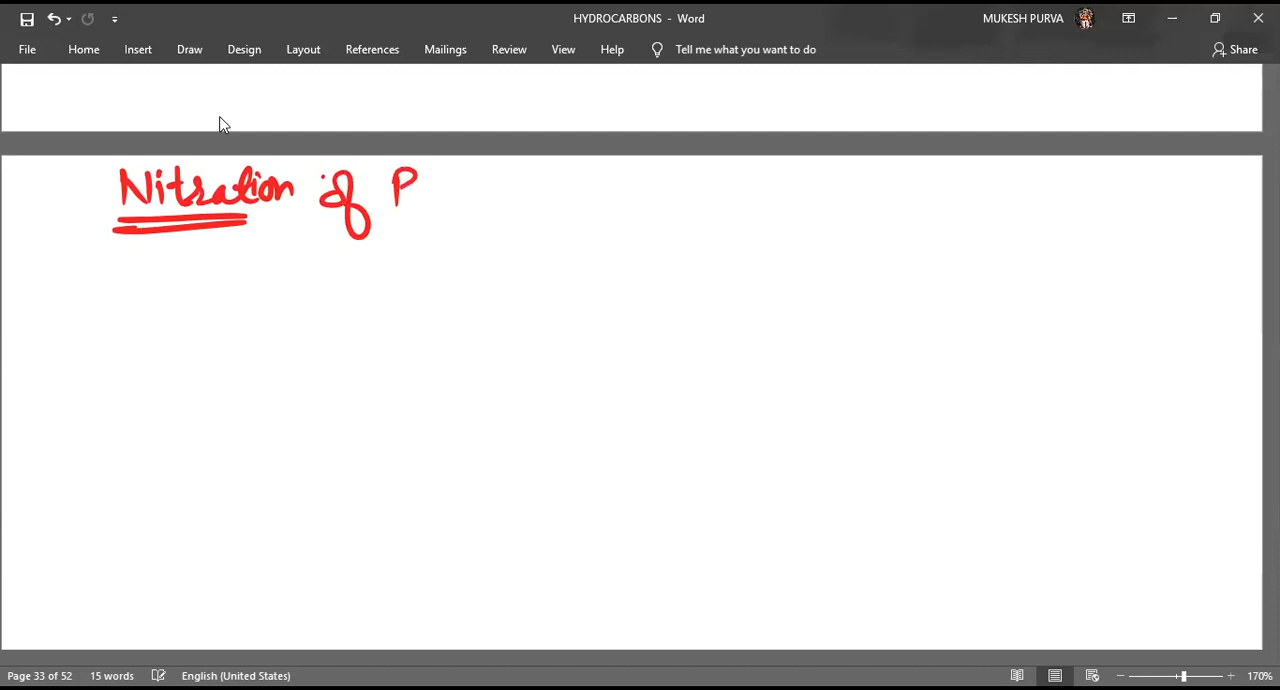 HYDROCARBONS - Word
MUKESH PURVA
File Home Insert Draw Design Layout References Mailings Review View Help Tell me what you want to do Share
Nitration of P
Page 33 of 52 15 words English (United States) 170%